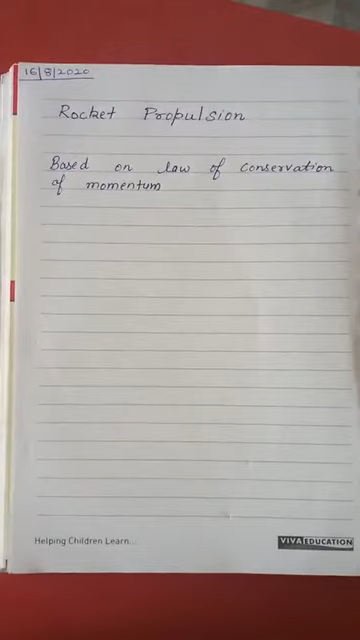 16/8/2020
Rocket Propulsion
Based on law of conservation
of momentum
Helping Children Learn...
VIVA EDUCATION